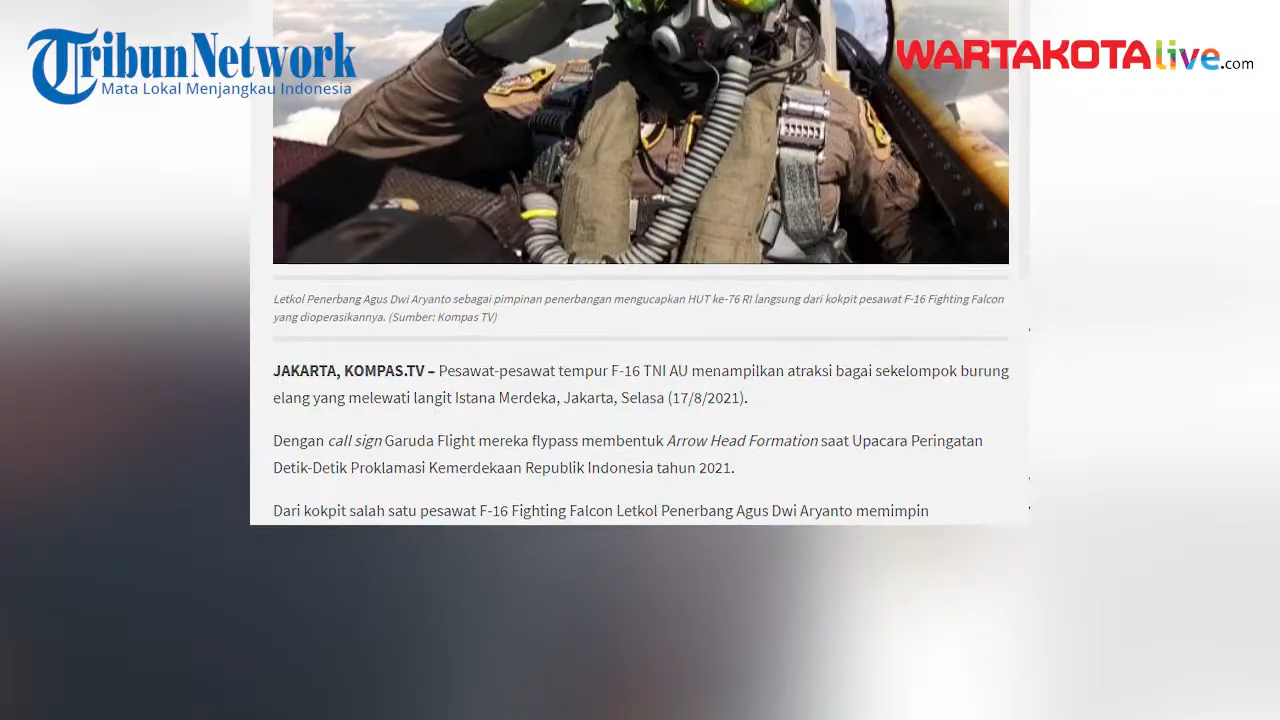 TribunNetwork
Mata Lokal Menjangkau Indonesia
WARTAKOTAlive.com
3
Letkol Penerbang Agus Dwi Aryanto sebagai pimpinan penerbangan mengucapkan HUT ke-76 RI langsung dari kokpit pesawat F-16 Fighting Falcon
yang dioperasikannya. (Sumber: Kompas TV)
JAKARTA, KOMPAS.TV – Pesawat-pesawat tempur F-16 TNI AU menampilkan atraksi bagai sekelompok burung
elang yang melewati langit Istana Merdeka, Jakarta, Selasa (17/8/2021).
Dengan call sign Garuda Flight mereka flypass membentuk Arrow Head Formation saat Upacara Peringatan
Detik-Detik Proklamasi Kemerdekaan Republik Indonesia tahun 2021.
Dari kokpit salah satu pesawat F-16 Fighting Falcon Letkol Penerbang Agus Dwi Aryanto memimpin